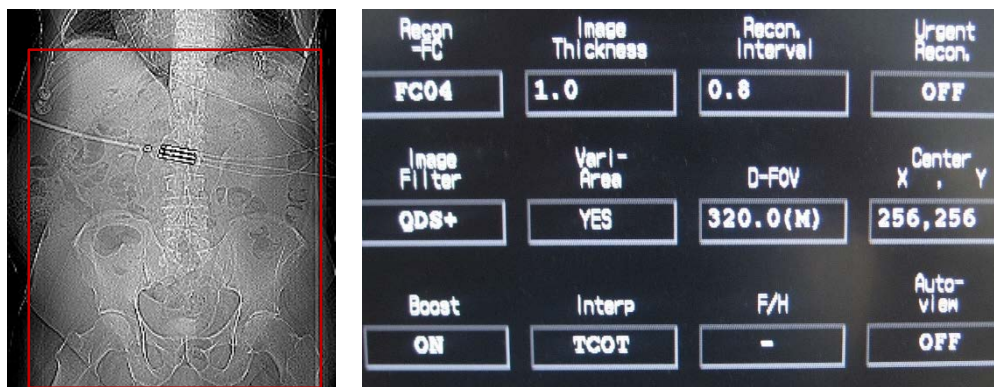 Recon -FC
Image Thickness
Recon. Interval
Urgent Recon.
FC04
1.0
0.8
OFF
Image Filter
Vari- Area
D-FOV
Center X , Y
QDS+
YES
320.0(M)
256,256
Boost
Interp
F/H
Auto- view
ON
TCOT
-
OFF